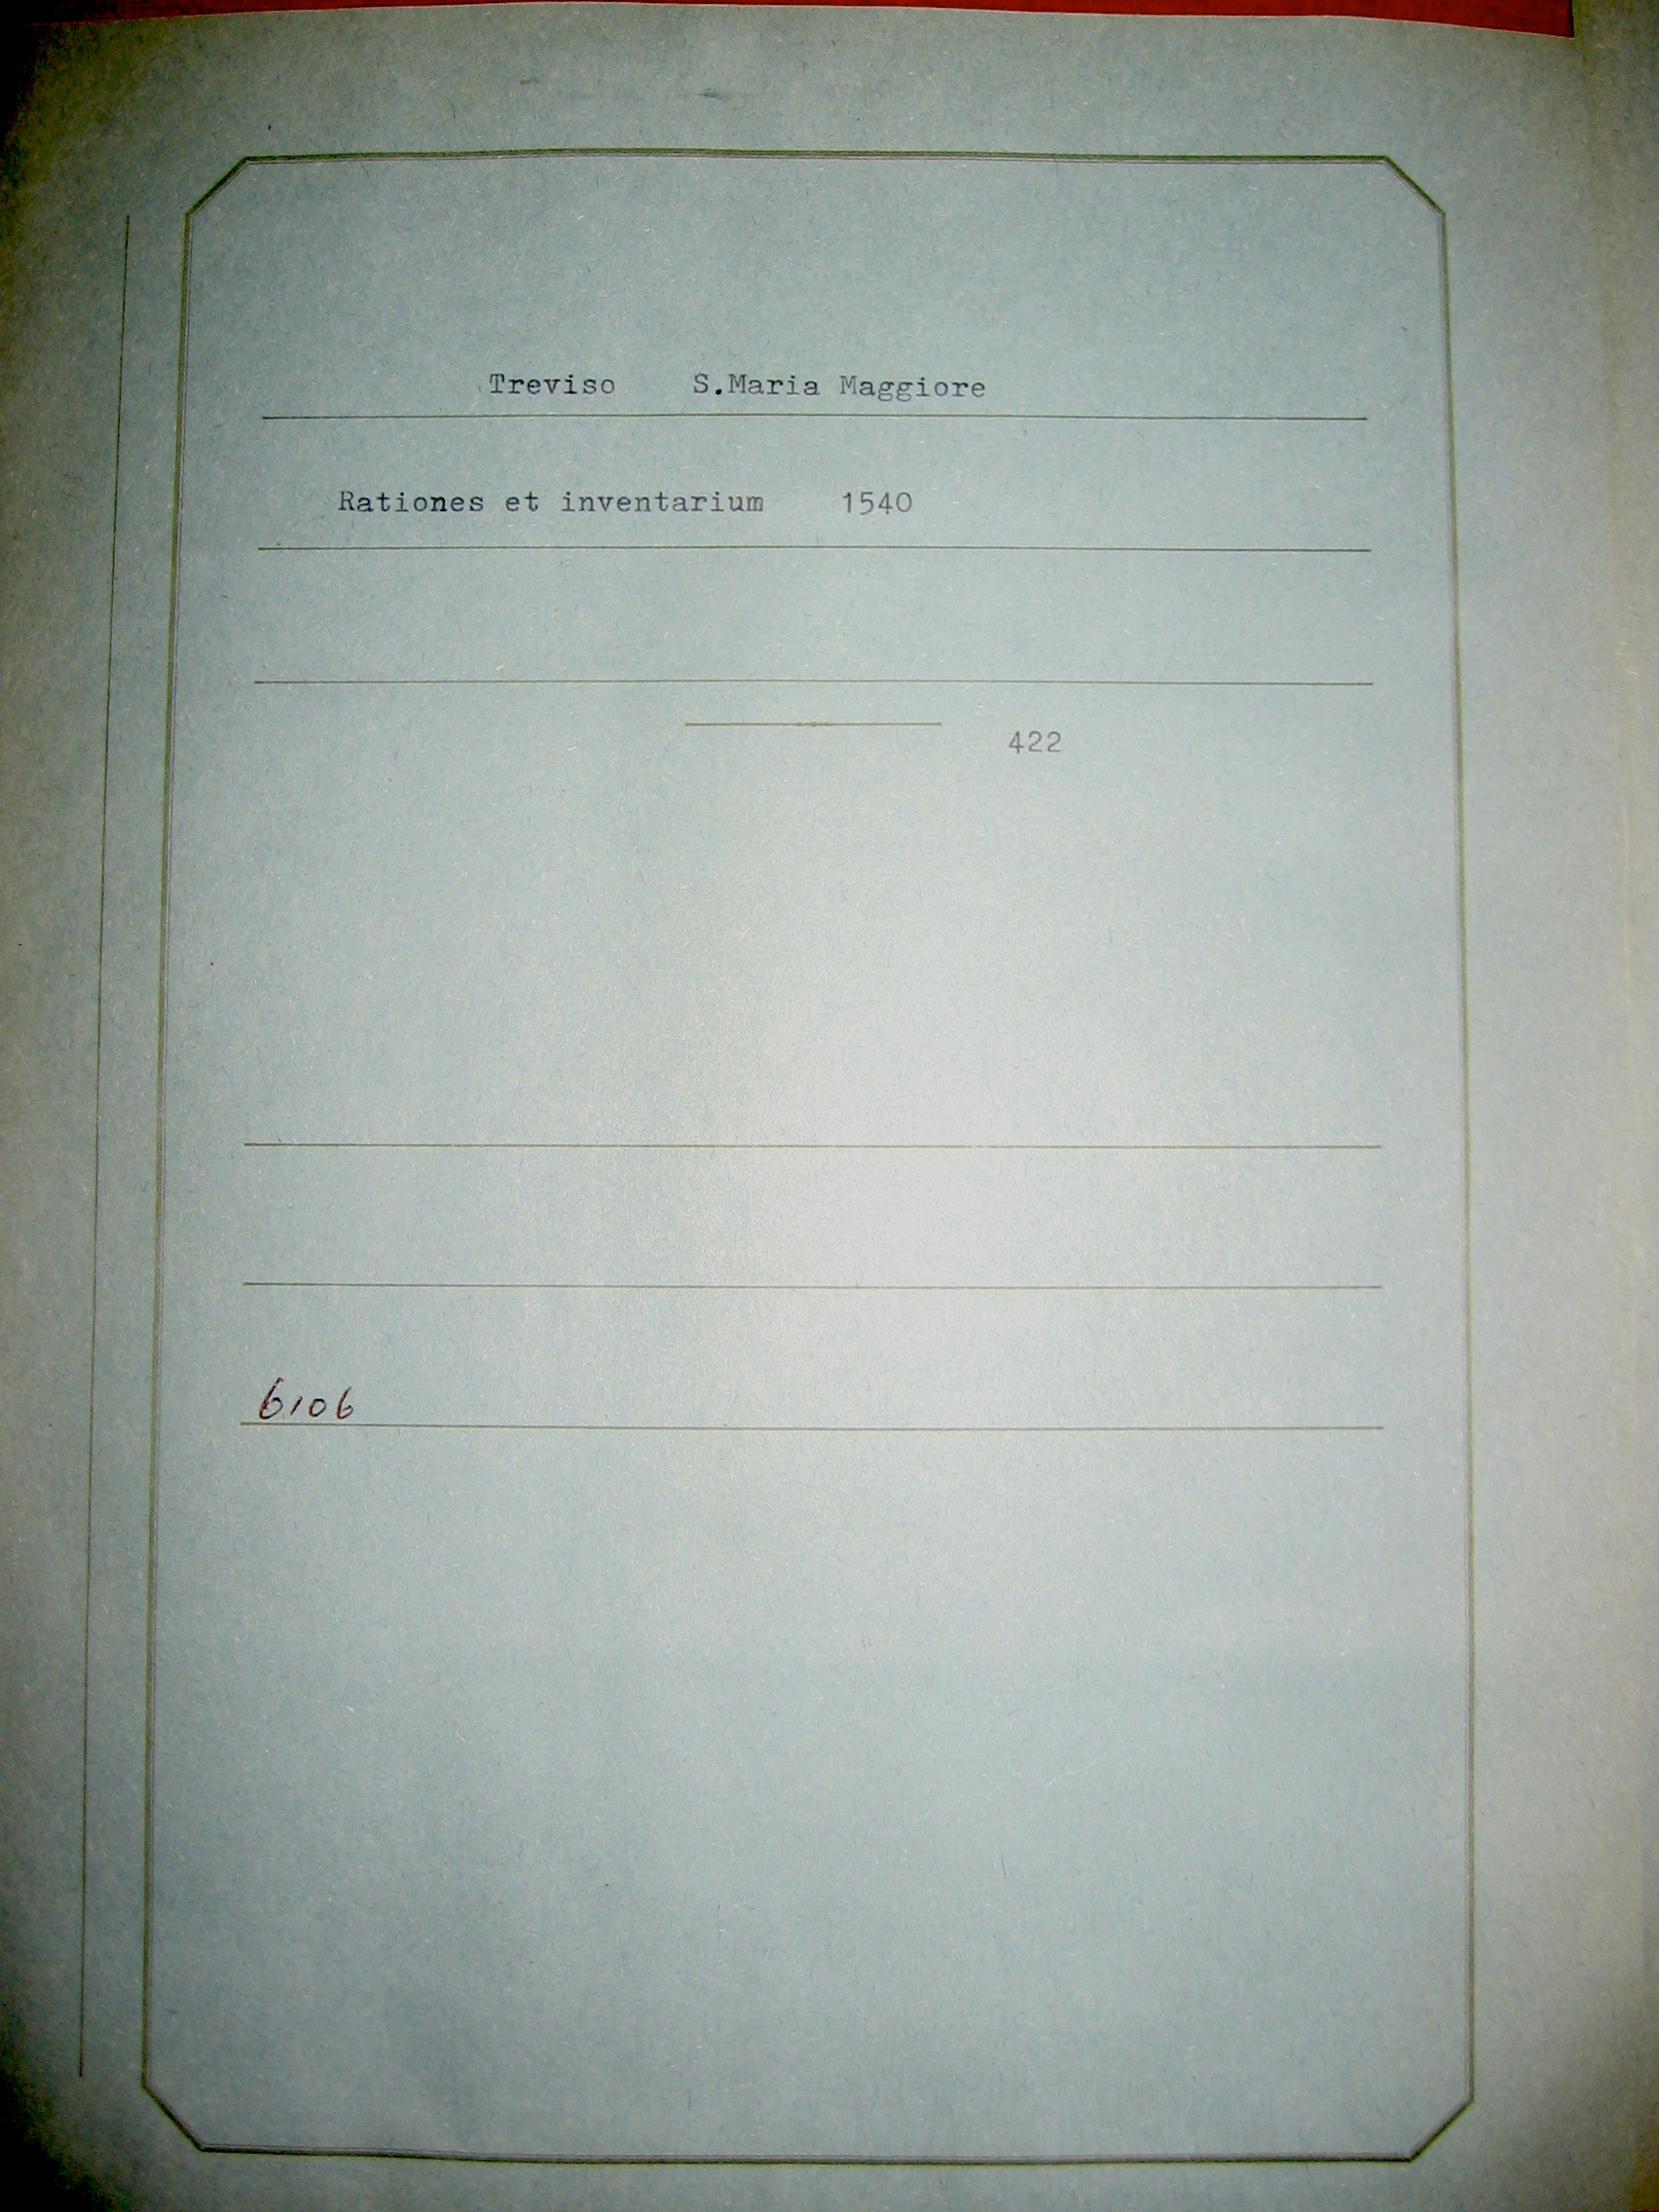 Treviso S.Maria Maggiore
Rationes et inventarium 1540
422
6106